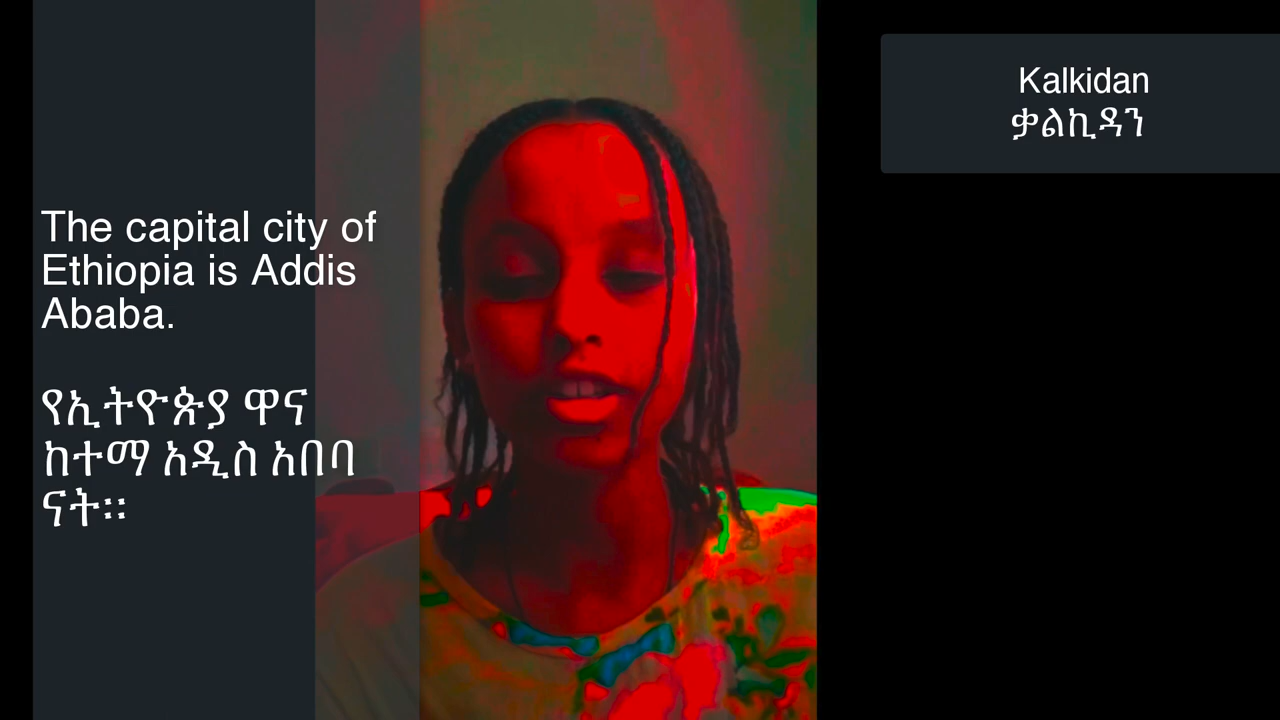 Kalkidan
ቃልኪዳን
The capital city of
Ethiopia is Addis
Ababa.
የኢትዮጵያ ዋና
ከተማ አዲስ አበባ
ናት፡፡